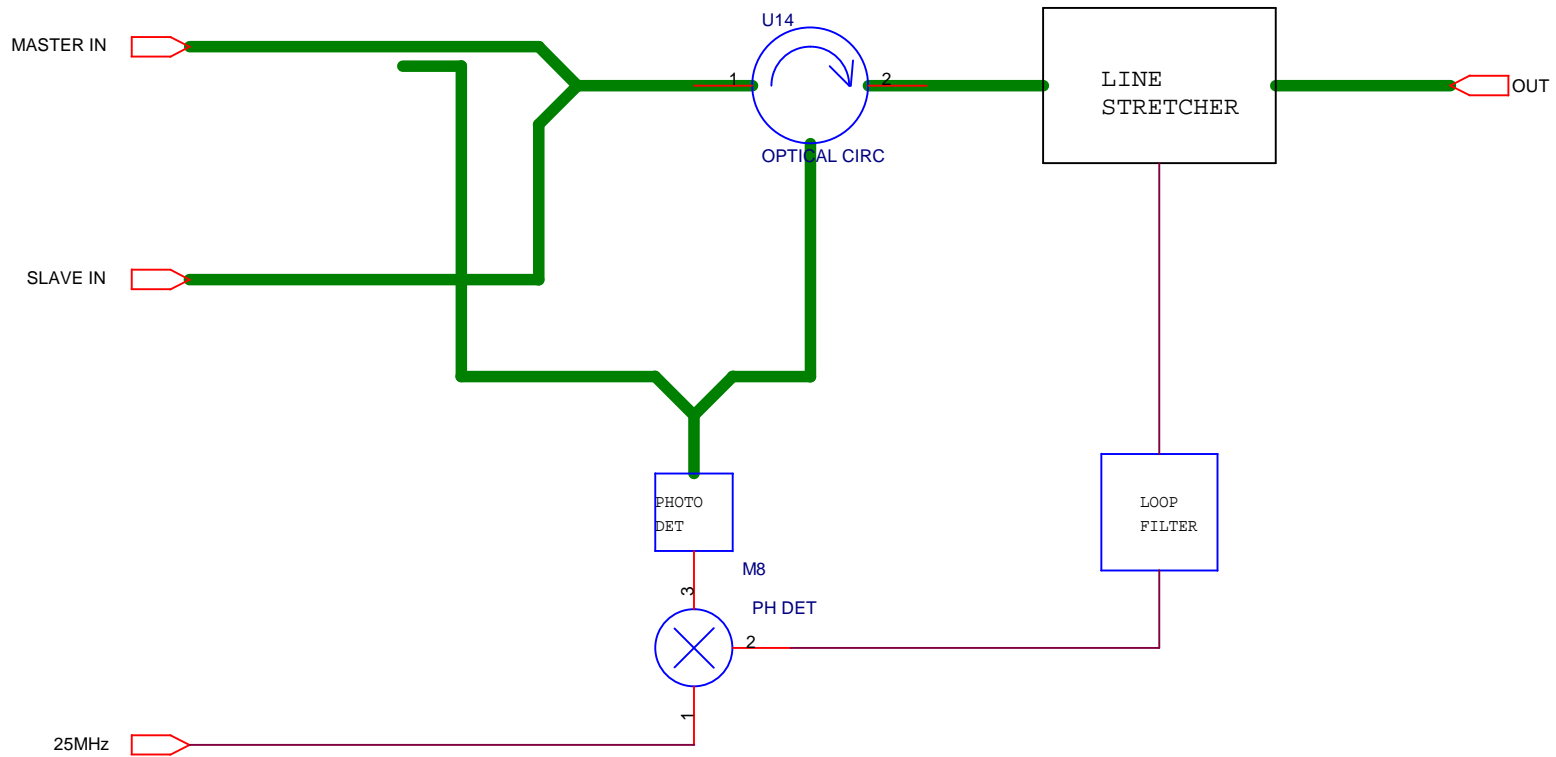 U14
MASTER IN
1
2
LINE
STRETCHER
OUT
OPTICAL CIRC
SLAVE IN
PHOTO
DET
LOOP
FILTER
M8
3
PH DET
2
1
25MHz